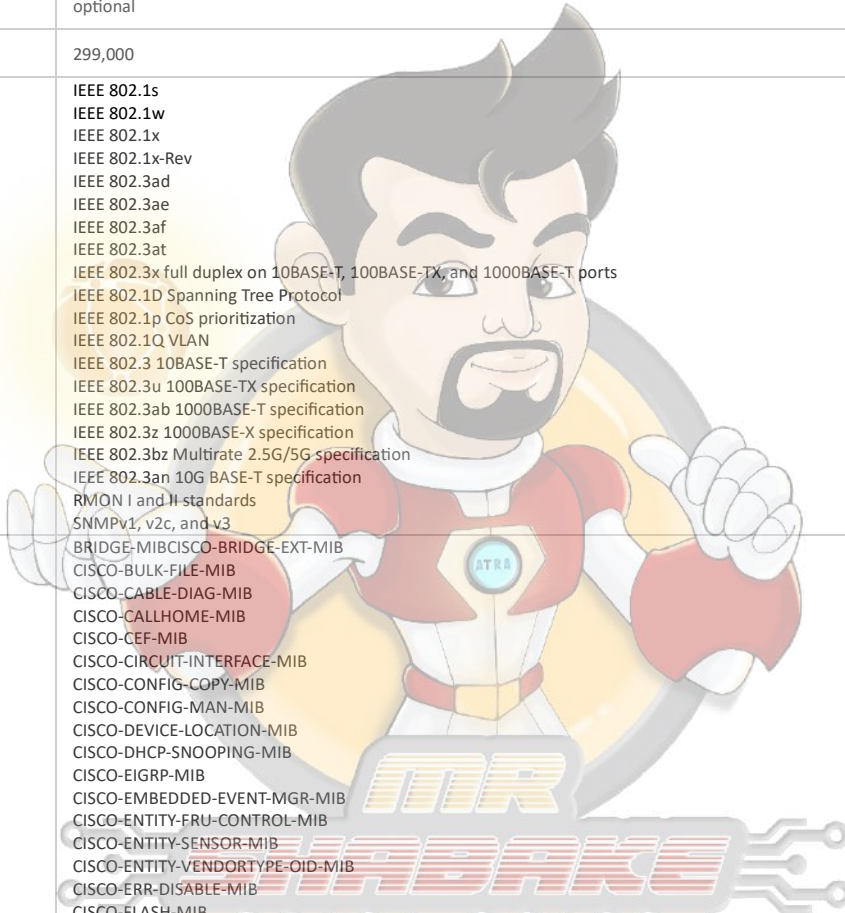 optional
299,000
IEEE 802.1s
IEEE 802.1w
IEEE 802.1x
IEEE 802.1x-Rev
IEEE 802.3ad
IEEE 802.3ae
IEEE 802.3af
IEEE 802.3at
IEEE 802.3x full duplex on 10BASE-T, 100BASE-TX, and 1000BASE-T ports
IEEE 802.1D Spanning Tree Protocol
IEEE 802.1p CoS prioritization
IEEE 802.1Q VLAN
IEEE 802.3 10BASE-T specification
IEEE 802.3u 100BASE-TX specification
IEEE 802.3ab 1000BASE-T specification
IEEE 802.3z 1000BASE-X specification
IEEE 802.3bz Multirate 2.5G/5G specification
IEEE 802.3an 10G BASE-T specification
RMON I and II standards
SNMPv1, v2c, and v3
BRIDGE-MIBCISCO-BRIDGE-EXT-MIB
CISCO-BULK-FILE-MIB
CISCO-CABLE-DIAG-MIB
CISCO-CALLHOME-MIB
CISCO-CEF-MIB
CISCO-CIRCUIT-INTERFACE-MIB
CISCO-CONFIG-COPY-MIB
CISCO-CONFIG-MAN-MIB
CISCO-DEVICE-LOCATION-MIB
CISCO-DHCP-SNOOPING-MIB
CISCO-EIGRP-MIB
CISCO-EMBEDDED-EVENT-MGR-MIB
CISCO-ENTITY-FRU-CONTROL-MIB
CISCO-ENTITY-SENSOR-MIB
CISCO-ENTITY-VENDORTYPE-OID-MIB
CISCO-ERR-DISABLE-MIB
CISCO-FLASH-MIB
ATRA
MR
SHABAKE